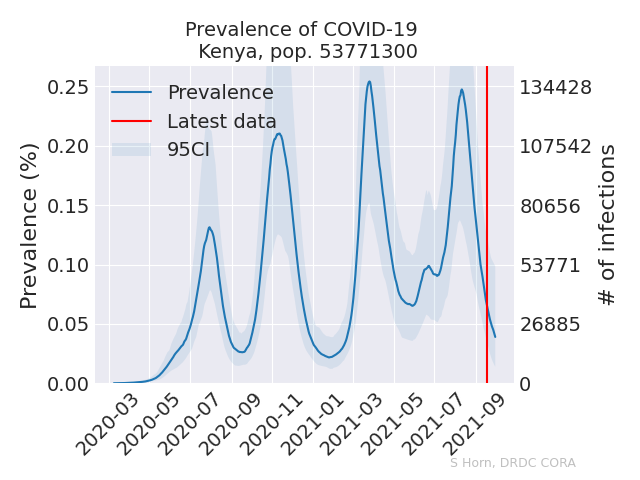 Prevalence of COVID-19
Kenya, pop. 53771300
Prevalence (%)
0.25
0.20
0.15
0.10
0.05
0.00
Prevalence
Latest data
95CI
134428
107542
80656
53771
26885
0
# of infections
2020-03
2020-05
2020-07
2020-09
2020-11
2021-01
2021-03
2021-05
2021-07
2021-09
S Horn, DRDC CORA